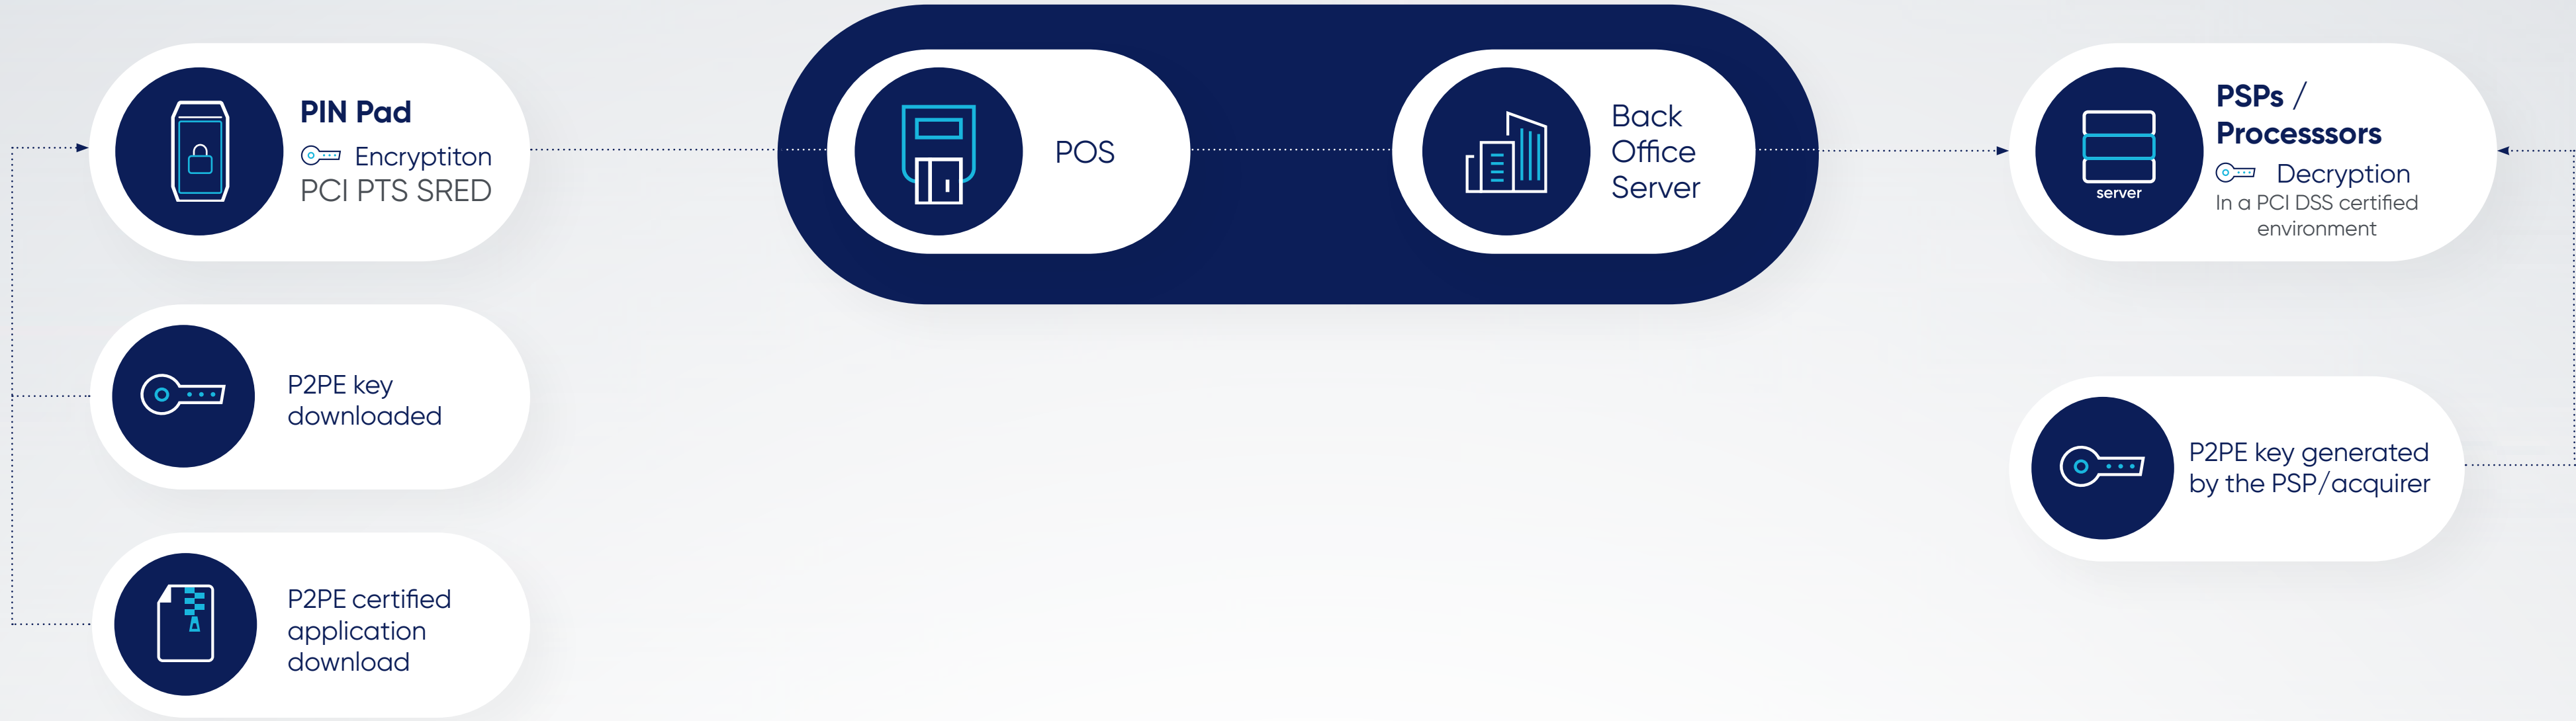 PIN Pad
Encryptiton
PCI PTS SRED
POS
Back
Office
Server
server
PSPs /
Processsors
Decryption
In a PCI DSS certified
environment
P2PE key
downloaded
P2PE key generated
by the PSP/acquirer
P2PE certified
application
download